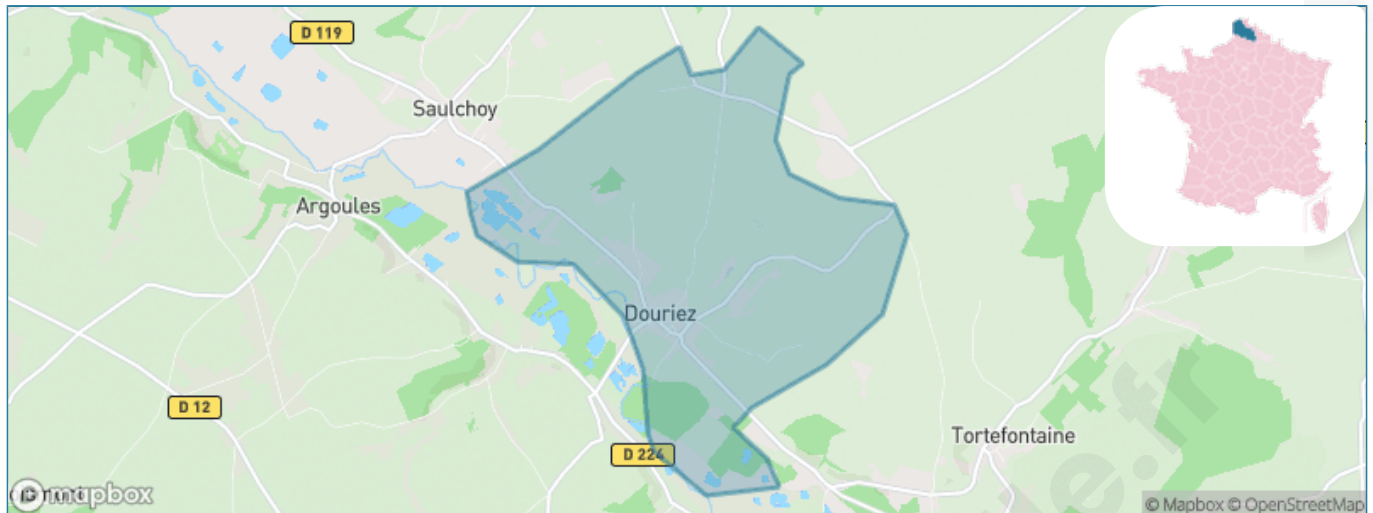 D 119
Saulchoy
Argoules
Douriez
D 12
Tortefontaine
D 224
mapbox
© Mapbox © OpenStreetMap